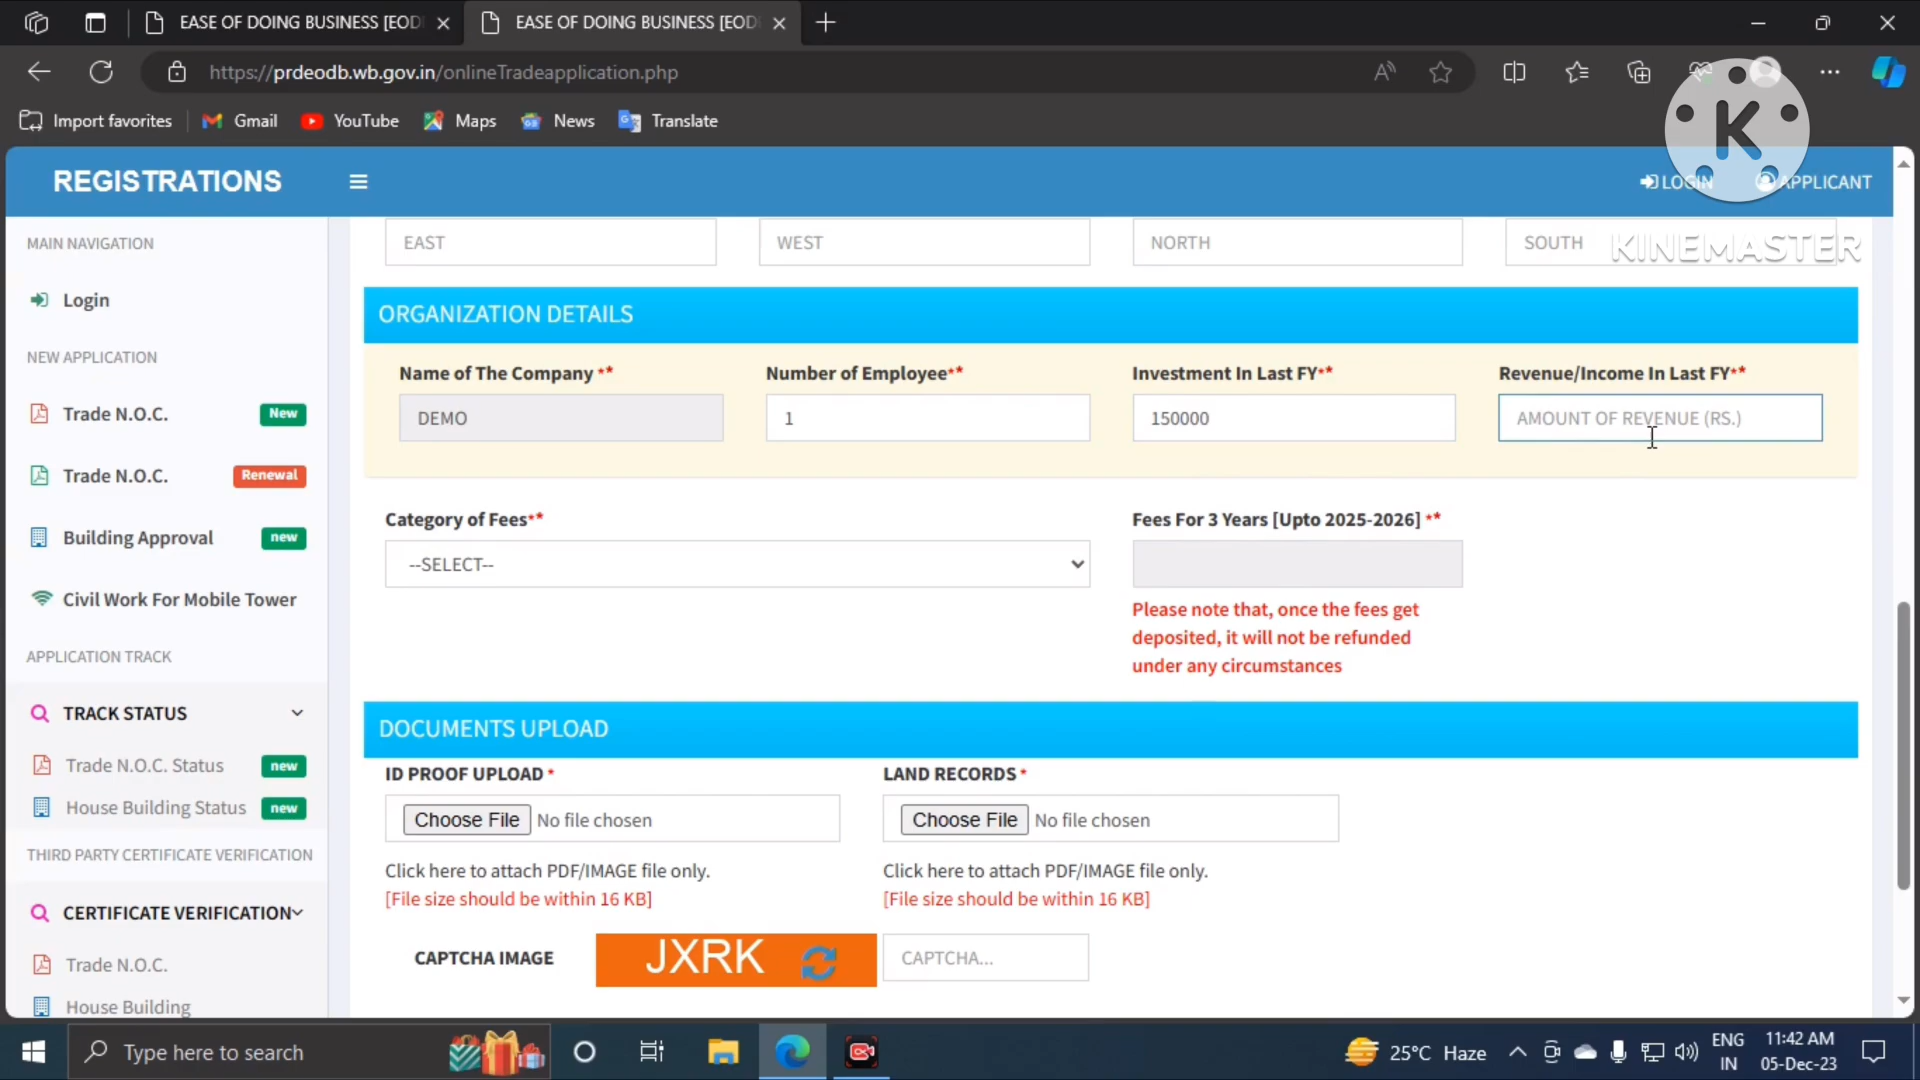 EASE OF DOING BUSINESS [EODI
EASE OF DOING BUSINESS [EOD
https://prdeodb.wb.gov.in/onlineTradeapplication.php
Import favorites
Gmail
YouTube
Maps
News
Translate
K
KINEMASTER
REGISTRATIONS
LOGIN
APPLICANT
MAIN NAVIGATION
Login
NEW APPLICATION
Trade N.O.C. New
Trade N.O.C. Renewal
Building Approval new
Civil Work For Mobile Tower
APPLICATION TRACK
TRACK STATUS
Trade N.O.C. Status new
House Building Status new
THIRD PARTY CERTIFICATE VERIFICATION
CERTIFICATE VERIFICATION
Trade N.O.C.
House Building
EAST WEST NORTH SOUTH
ORGANIZATION DETAILS
Name of The Company ** Number of Employee** Investment In Last FY** Revenue/Income In Last FY**
DEMO 1 150000 AMOUNT OF REVENUE (RS.)
Category of Fees** Fees For 3 Years [Upto 2025-2026] **
--SELECT--
Please note that, once the fees get
deposited, it will not be refunded
under any circumstances
DOCUMENTS UPLOAD
ID PROOF UPLOAD * LAND RECORDS *
Choose File No file chosen Choose File No file chosen
Click here to attach PDF/IMAGE file only. Click here to attach PDF/IMAGE file only.
[File size should be within 16 KB] [File size should be within 16 KB]
CAPTCHA IMAGE JXRK CAPTCHA...
Type here to search
25°C Haze
ENG
IN
11:42 AM
05-Dec-23